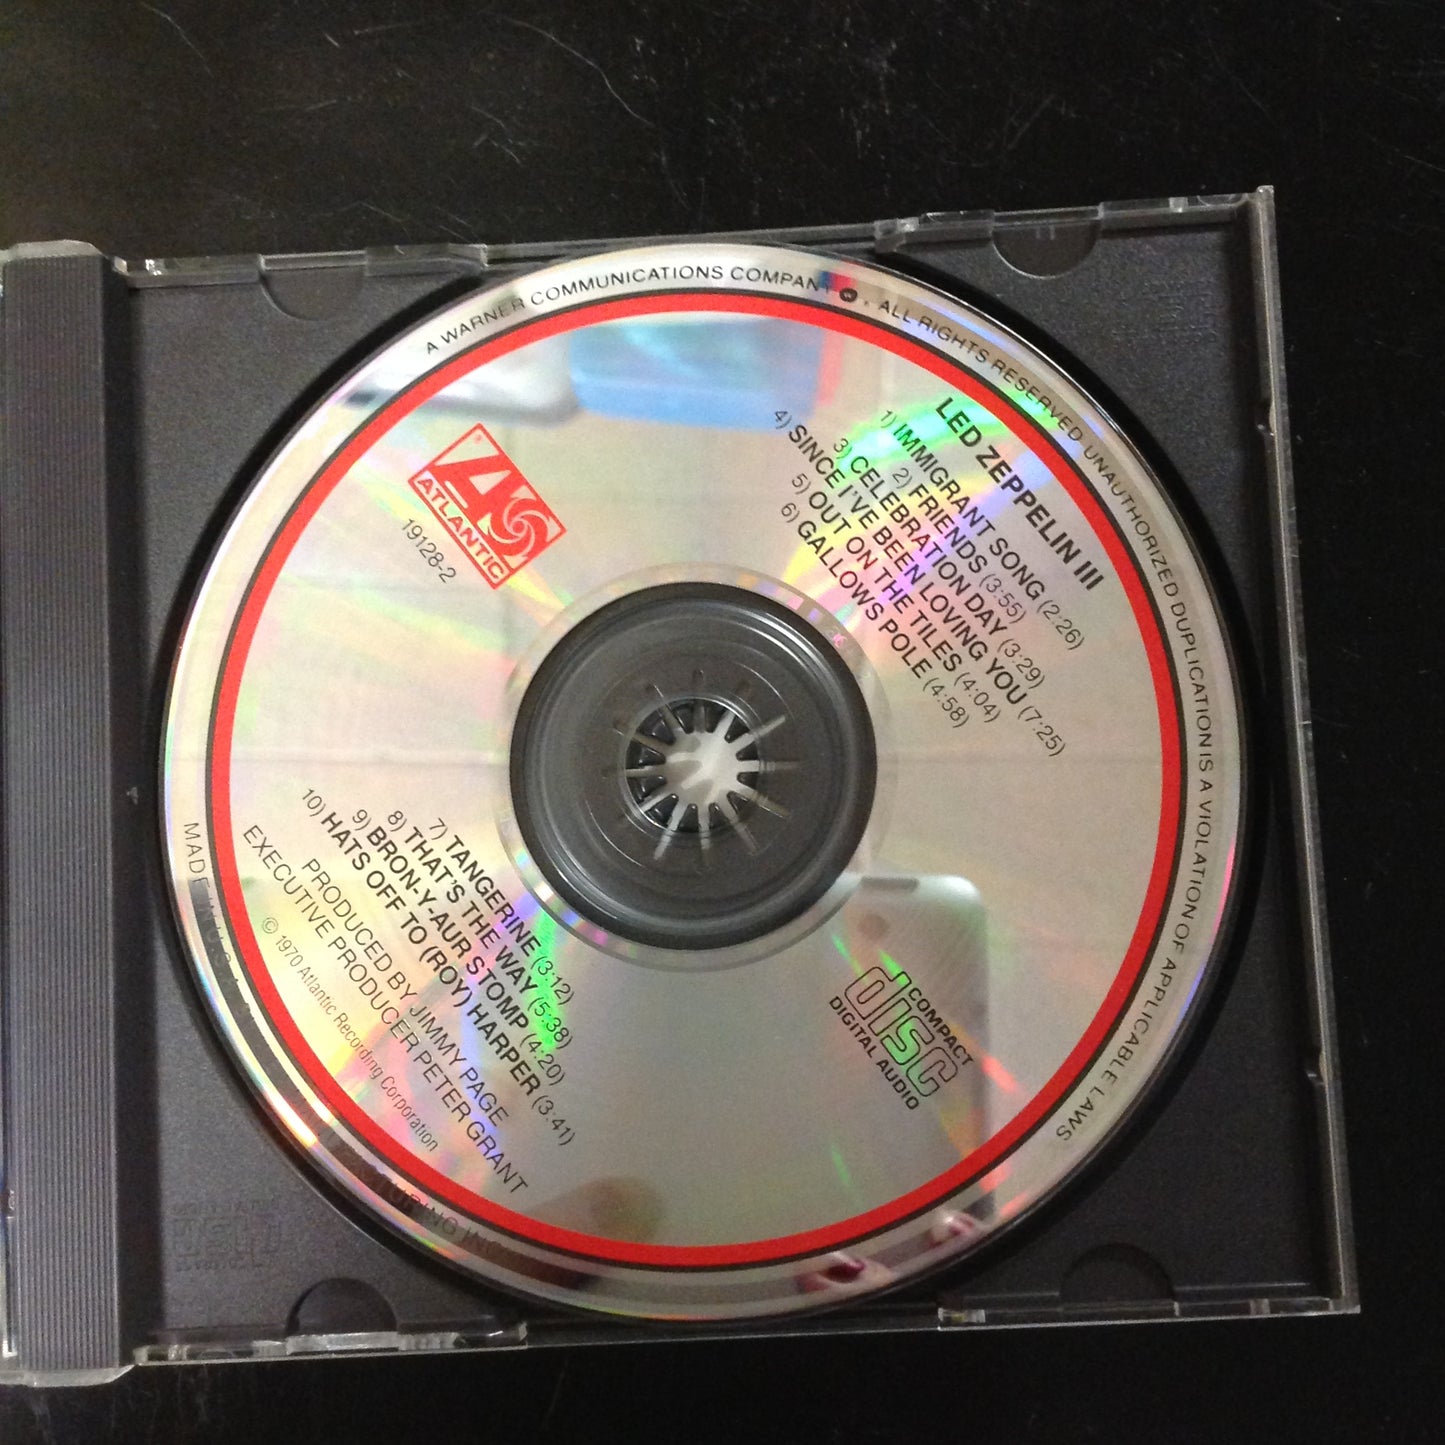 A WARNER COMMUNICATIONS COMPANY . ALL RIGHTS RESERVED UNAUTHORIZED DUPLICATION IS A VIOLATION OF APPLICABLE LAWS
LED ZEPPELIN III
1) IMMIGRANT SONG (2:26)
2) FRIENDS (3:55)
3) CELEBRATION DAY (3:29)
4) SINCE I'VE BEEN LOVING YOU (7:25)
5) OUT ON THE TILES (4:04)
6) GALLOWS POLE (4:58)
ATLANTIC
®
19128-2
COMPACT
disc
DIGITAL AUDIO
7) TANGERINE (3:12)
8) THAT'S THE WAY (5:38)
9) BRON-Y-AUR STOMP (4:20)
10) HATS OFF TO (ROY) HARPER (3:41)
PRODUCED BY JIMMY PAGE
EXECUTIVE PRODUCER PETER GRANT
© 1970 Atlantic Recording Corporation
MADE IN U.S.A.